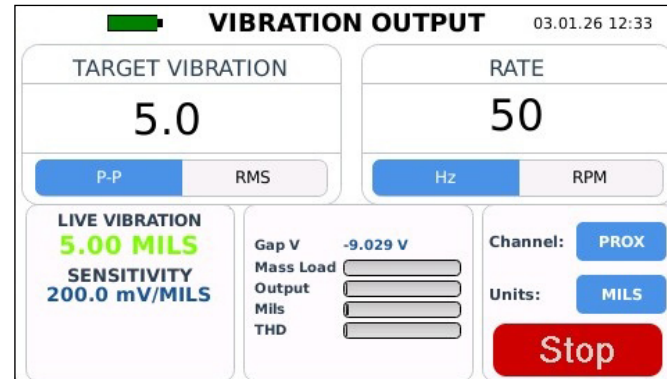 VIBRATION OUTPUT 03.01.26 12:33
TARGET VIBRATION
5.0
P-P RMS
RATE
50
Hz RPM
LIVE VIBRATION
5.00 MILS
SENSITIVITY
200.0 mV/MILS
Gap V -9.029 V
Mass Load
Output
Mils
THD
Channel: PROX
Units: MILS
Stop